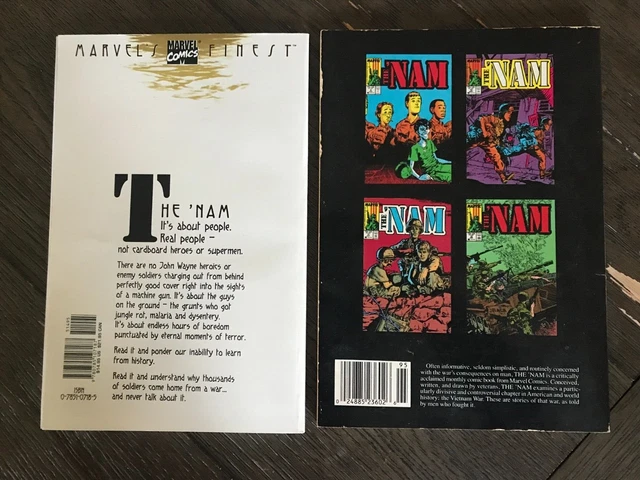 MARVEL'S MARVEL COMICS FINEST
THE 'NAM
It's about people.
Real people –
not cardboard heroes or supermen.
There are no John Wayne heroics or
enemy soldiers charging out from behind
perfectly good cover right into the sights
of a machine gun. It's about the guys
on the ground – the grunts who got
jungle rot, malaria and dysentery.
It's about endless hours of boredom
punctuated by eternal moments of terror.
Read it and ponder our inability to learn
from history.
Read it and understand why thousands
of soldiers come home from a war...
and never talk about it.
ISBN
0-7851-0718-5
THE 'NAM
THE 'NAM
THE 'NAM
THE 'NAM
93
0 24885 23602 6
Often informative, seldom simplistic, and routinely concerned
with the war's consequences on man, THE 'NAM is a critically
acclaimed monthly comic book from Marvel Comics. Conceived,
written, and drawn by veterans, THE 'NAM examines a partic-
ularly divisive and controversial chapter in American and world
history: the Vietnam War. These are stories of that war, as told
by men who fought it.